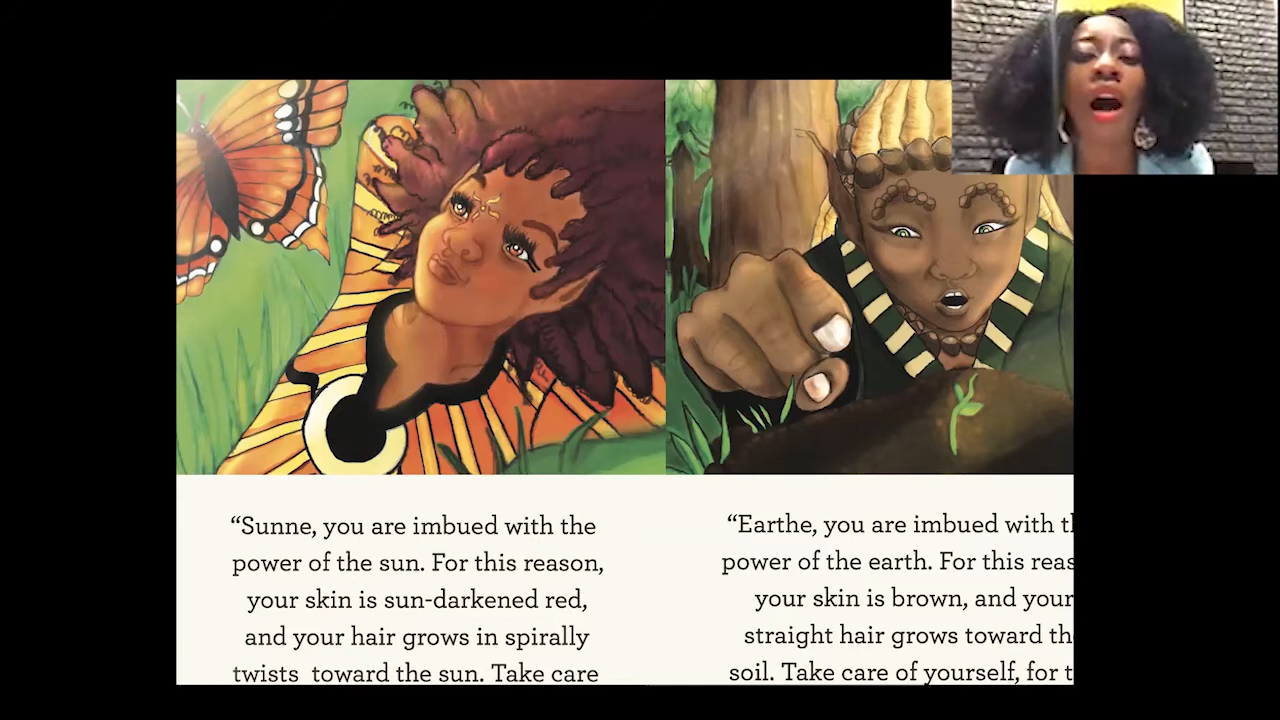 “Sunne, you are imbued with the
power of the sun. For this reason,
your skin is sun-darkened red,
and your hair grows in spirally
twists  toward the sun. Take care
“Earthe, you are imbued with
power of the earth. For this
your skin is brown, and your
straight hair grows toward
soil. Take care of yourself, for